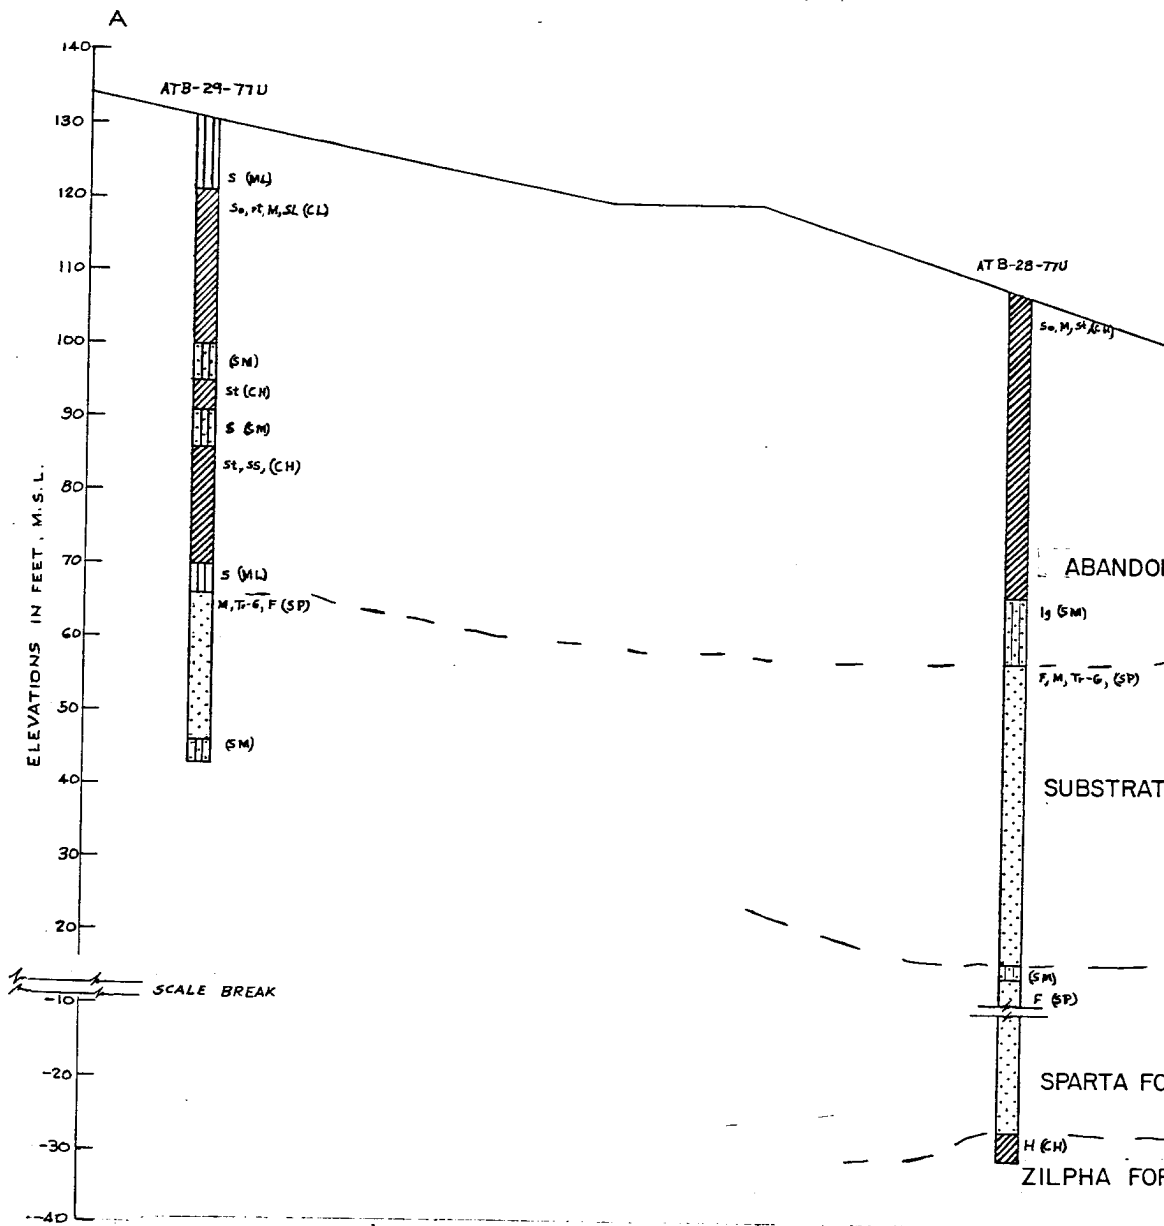 A
140
ATB-29-77U
130
S (ML)
120
So, rt, M, SL (CL)
110
ATB-28-77U
So, M, St, (CH)
100
(SM)
St (CH)
90
S (SM)
St, SS, (CH)
80
ELEVATIONS IN FEET, M.S.L.
70
S (ML)
ABANDO
M, Tr-G, F (SP)
lg (SM)
60
F, M, Tr-G, (SP)
50
(SM)
40
SUBSTRAT
30
20
(SM)
SCALE BREAK
-10
F (SP)
-20
SPARTA FO
-30
H (CH)
ZILPHA FOR
-40